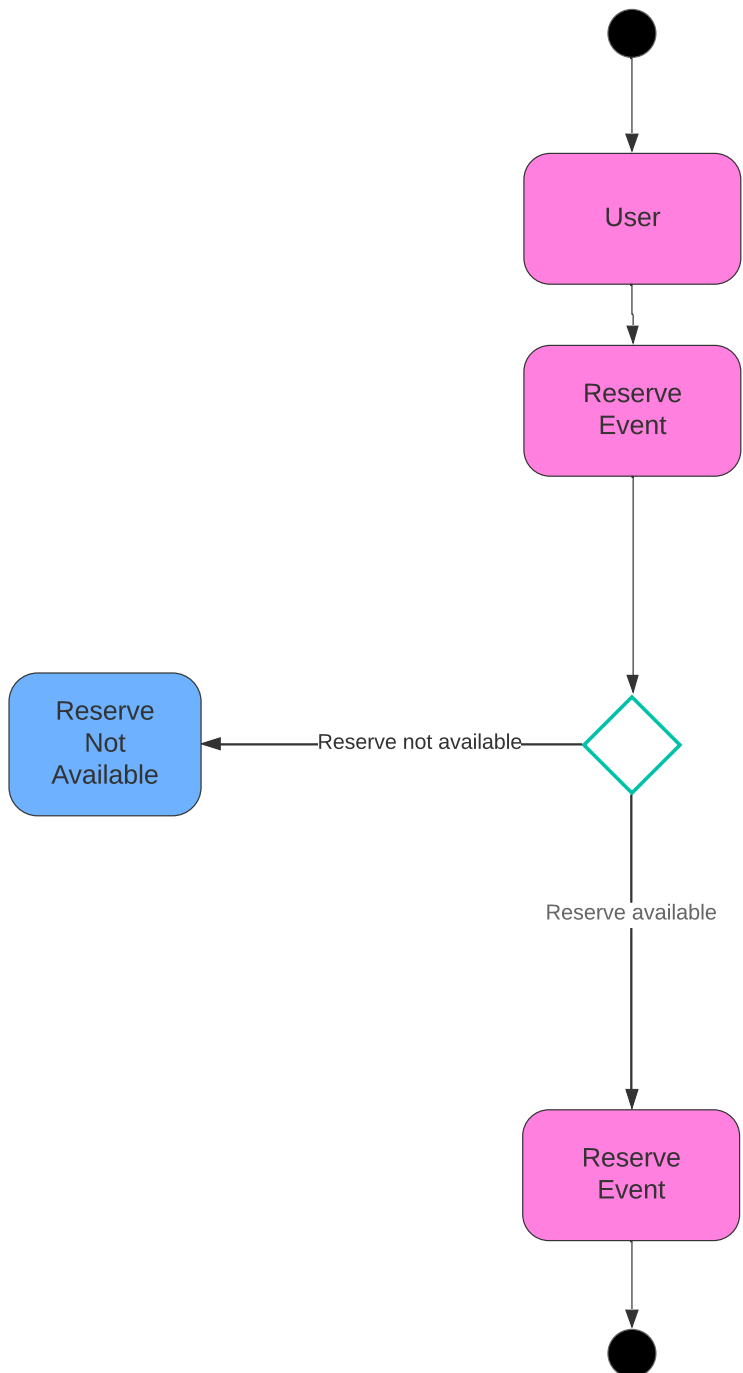 User
Reserve
Event
Reserve
Not
Available
Reserve not available
Reserve available
Reserve
Event